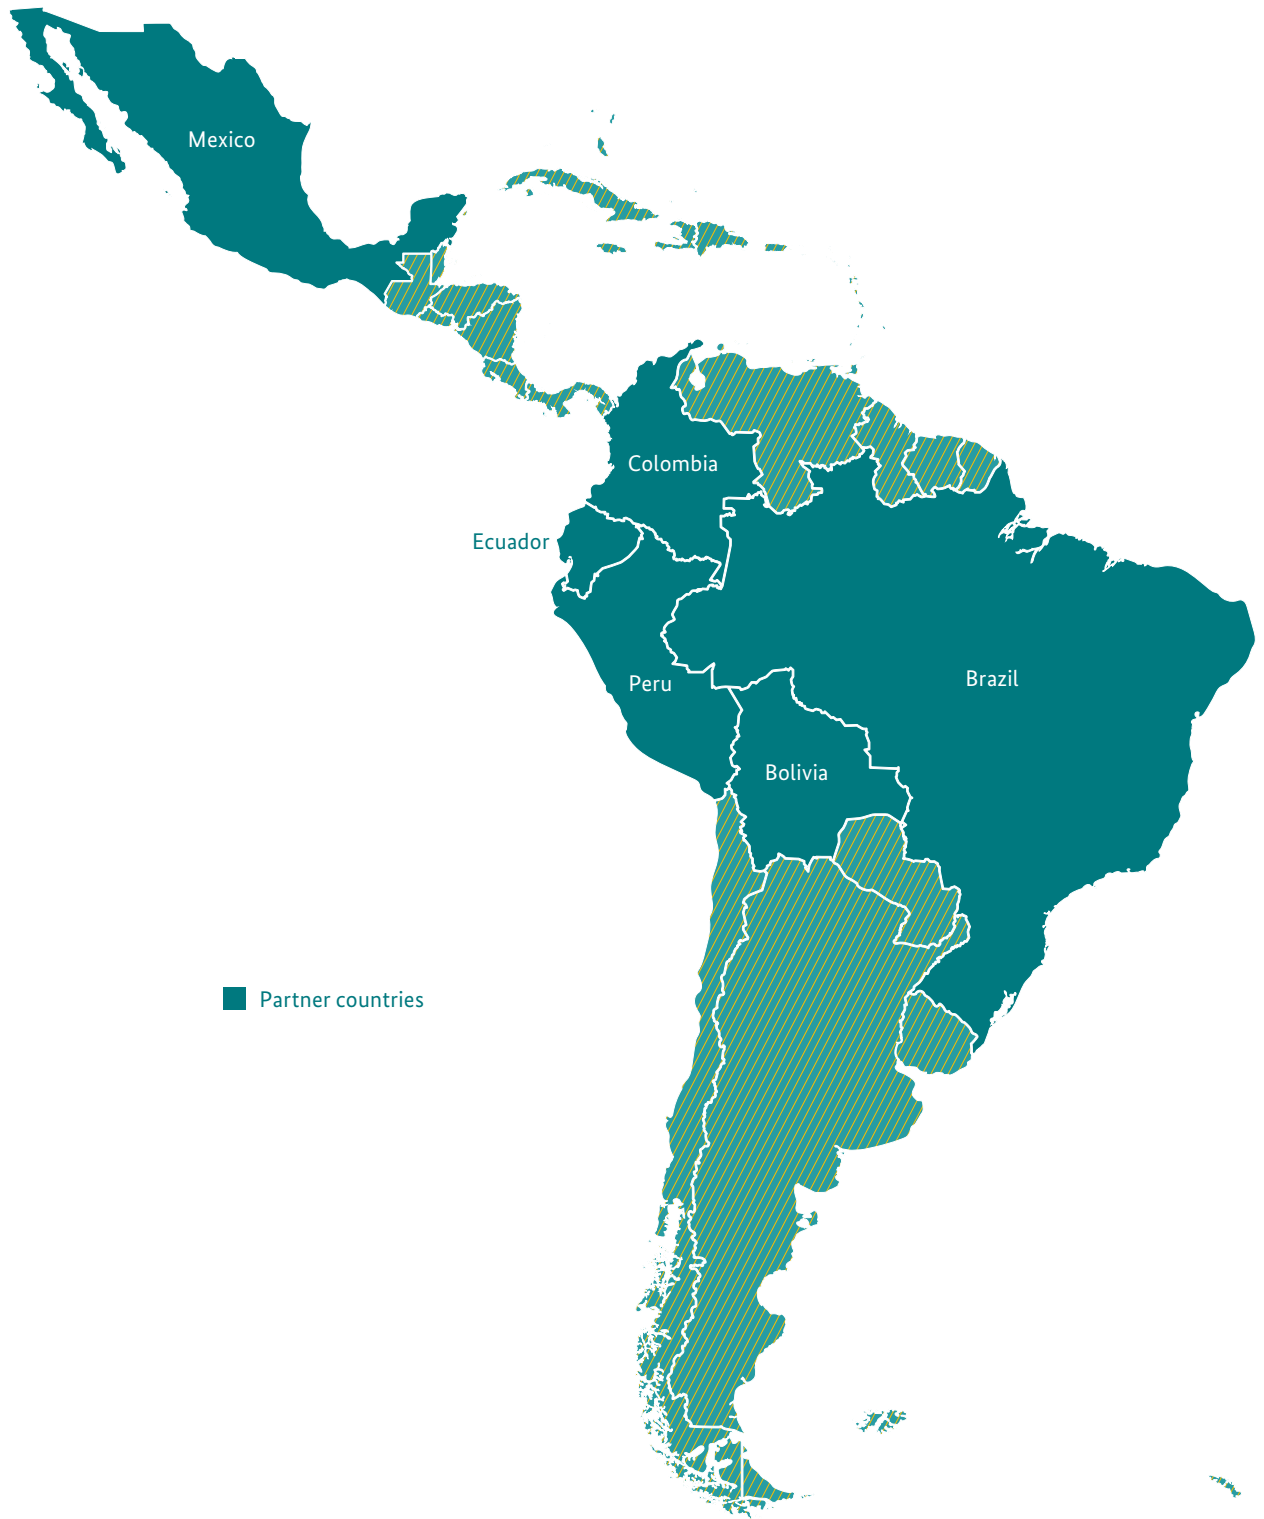 Mexico
Colombia
Ecuador
Brazil
Peru
Bolivia
Partner countries